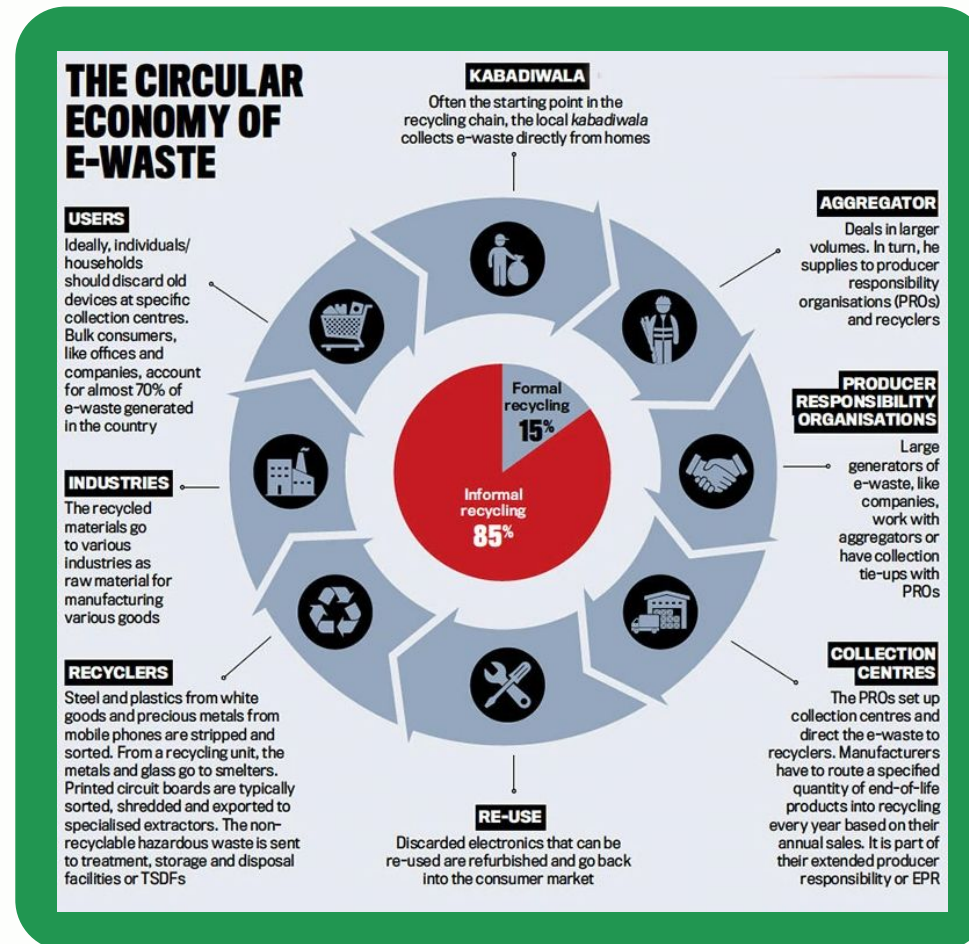 THE CIRCULAR
ECONOMY OF
E-WASTE
KABADIWALA
Often the starting point in the
recycling chain, the local kabadiwala
collects e-waste directly from homes
AGGREGATOR
Deals in larger
volumes. In turn, he
supplies to producer
responsibility
organisations (PROs)
and recyclers
PRODUCER
RESPONSIBILITY
ORGANISATIONS
Large
generators of
e-waste, like
companies,
work with
aggregators or
have collection
tie-ups with
PROs
COLLECTION
CENTRES
The PROs set up
collection centres and
direct the e-waste to
recyclers. Manufacturers
have to route a specified
quantity of end-of-life
products into recycling
every year based on their
annual sales. It is part of
their extended producer
responsibility or EPR
RE-USE
Discarded electronics that can be
re-used are refurbished and go back
into the consumer market
RECYCLERS
Steel and plastics from white
goods and precious metals from
mobile phones are stripped and
sorted. From a recycling unit, the
metals and glass go to smelters.
Printed circuit boards are typically
sorted, shredded and exported to
specialised extractors. The non-
recyclable hazardous waste is sent
to treatment, storage and disposal
facilities or TSDFs
INDUSTRIES
The recycled
materials go
to various
industries as
raw material for
manufacturing
various goods
USERS
Ideally, individuals/
households
should discard old
devices at specific
collection centres.
Bulk consumers,
like offices and
companies, account
for almost 70% of
e-waste generated
in the country
Formal
recycling
15%
Informal
recycling
85%